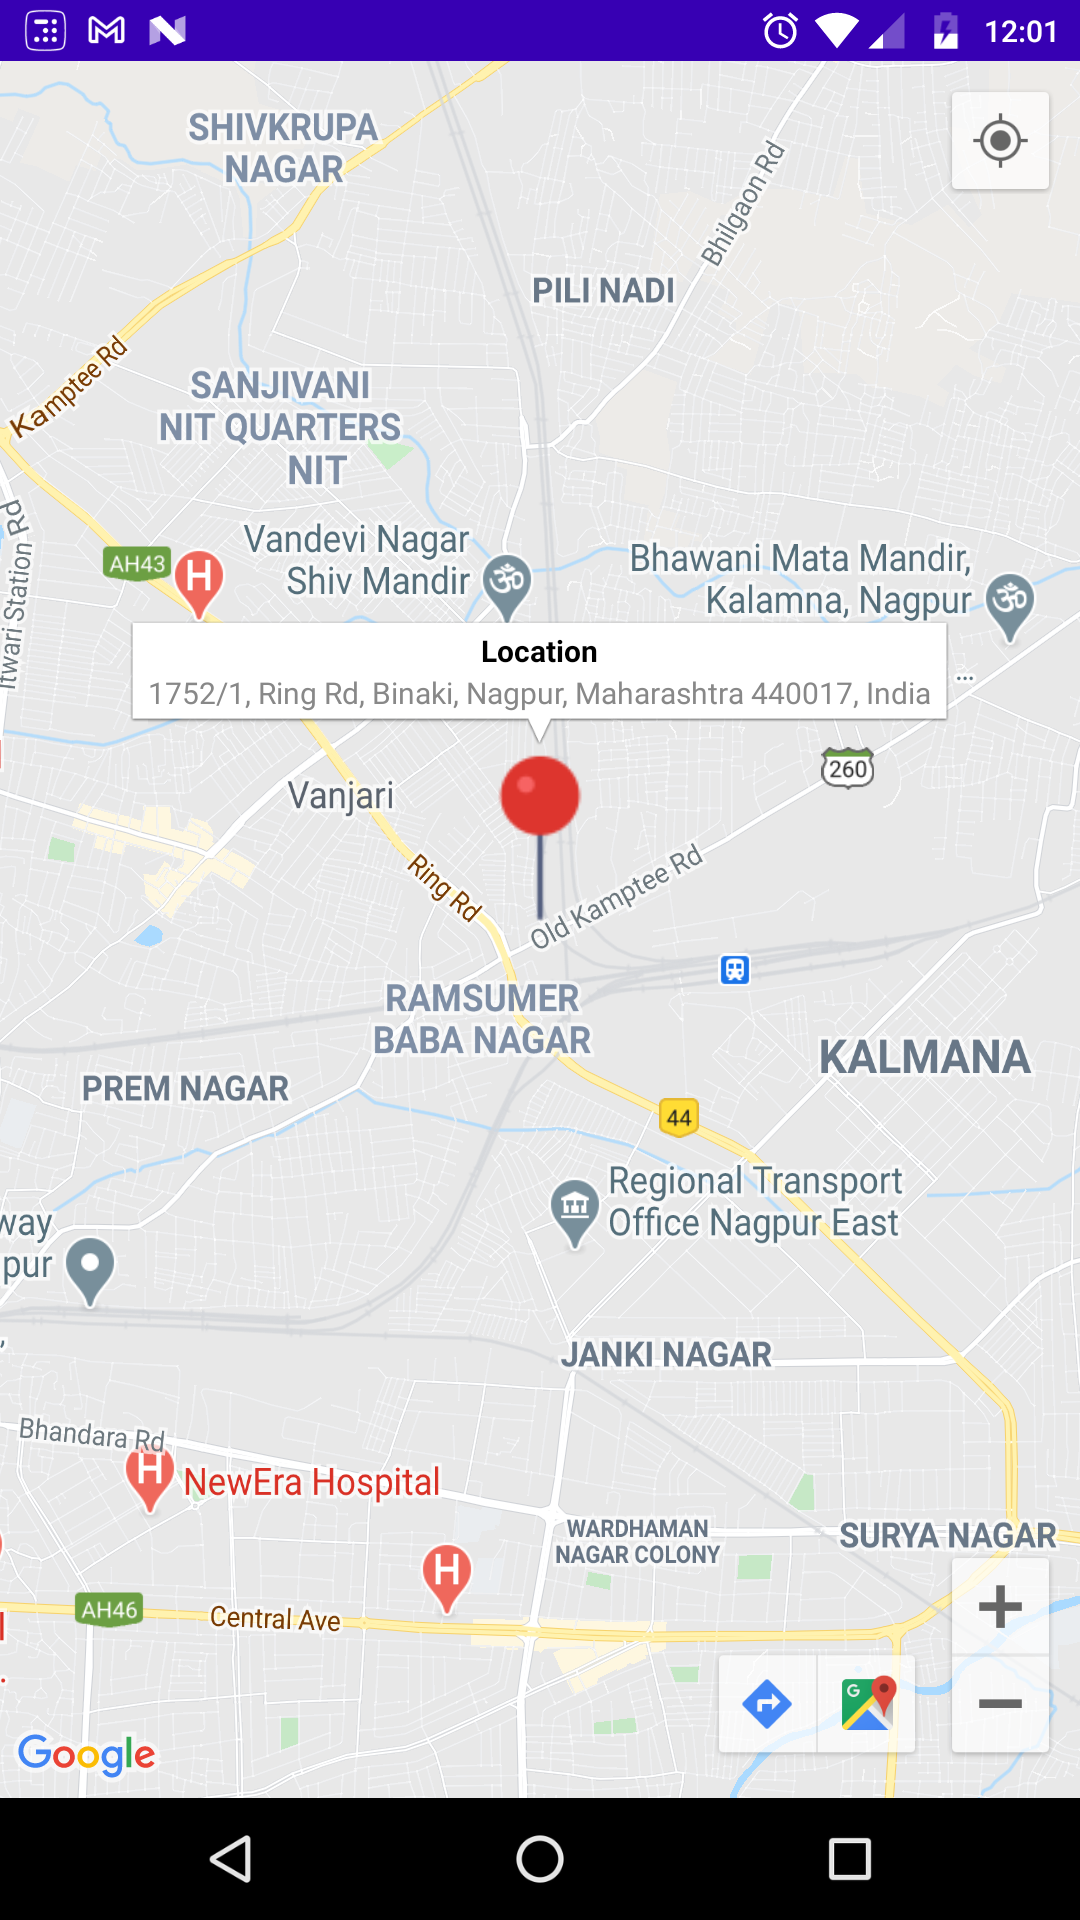 12:01
SHIVKRUPA
NAGAR
Bhilgaon Rd
PILI NADI
Kamptee Rd
SANJIVANI
NIT QUARTERS
NIT
Itwari Station Rd
Vandevi Nagar
Shiv Mandir
AH43
H
Bhawani Mata Mandir,
Kalamna, Nagpur
...
Location
1752/1, Ring Rd, Binaki, Nagpur, Maharashtra 440017, India
260
Vanjari
Ring Rd
Old Kamptee Rd
RAMSUMER
BABA NAGAR
KALMANA
PREM NAGAR
44
Regional Transport
Office Nagpur East
way
pur
JANKI NAGAR
Bhandara Rd
H
NewEra Hospital
WARDHAMAN
NAGAR COLONY
SURYA NAGAR
H
AH46
Central Ave
G
Google